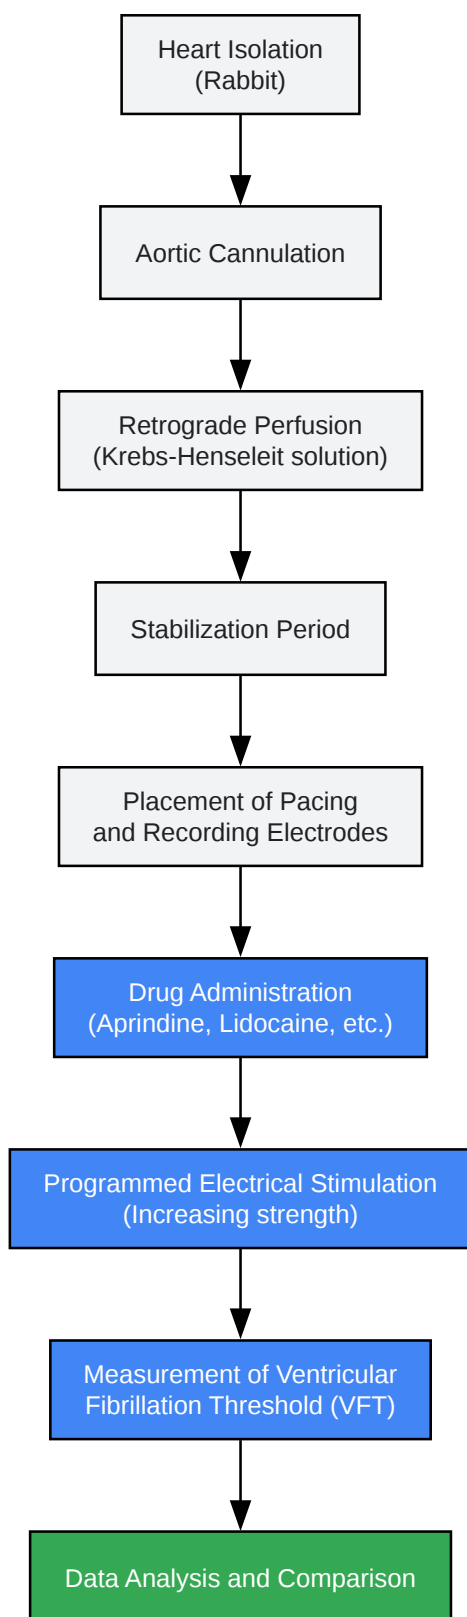 Heart Isolation
(Rabbit)
Aortic Cannulation
Retrograde Perfusion
(Krebs-Henseleit solution)
Stabilization Period
Placement of Pacing
and Recording Electrodes
Drug Administration
(Aprindine, Lidocaine, etc.)
Programmed Electrical Stimulation
(Increasing strength)
Measurement of Ventricular
Fibrillation Threshold (VFT)
Data Analysis and Comparison